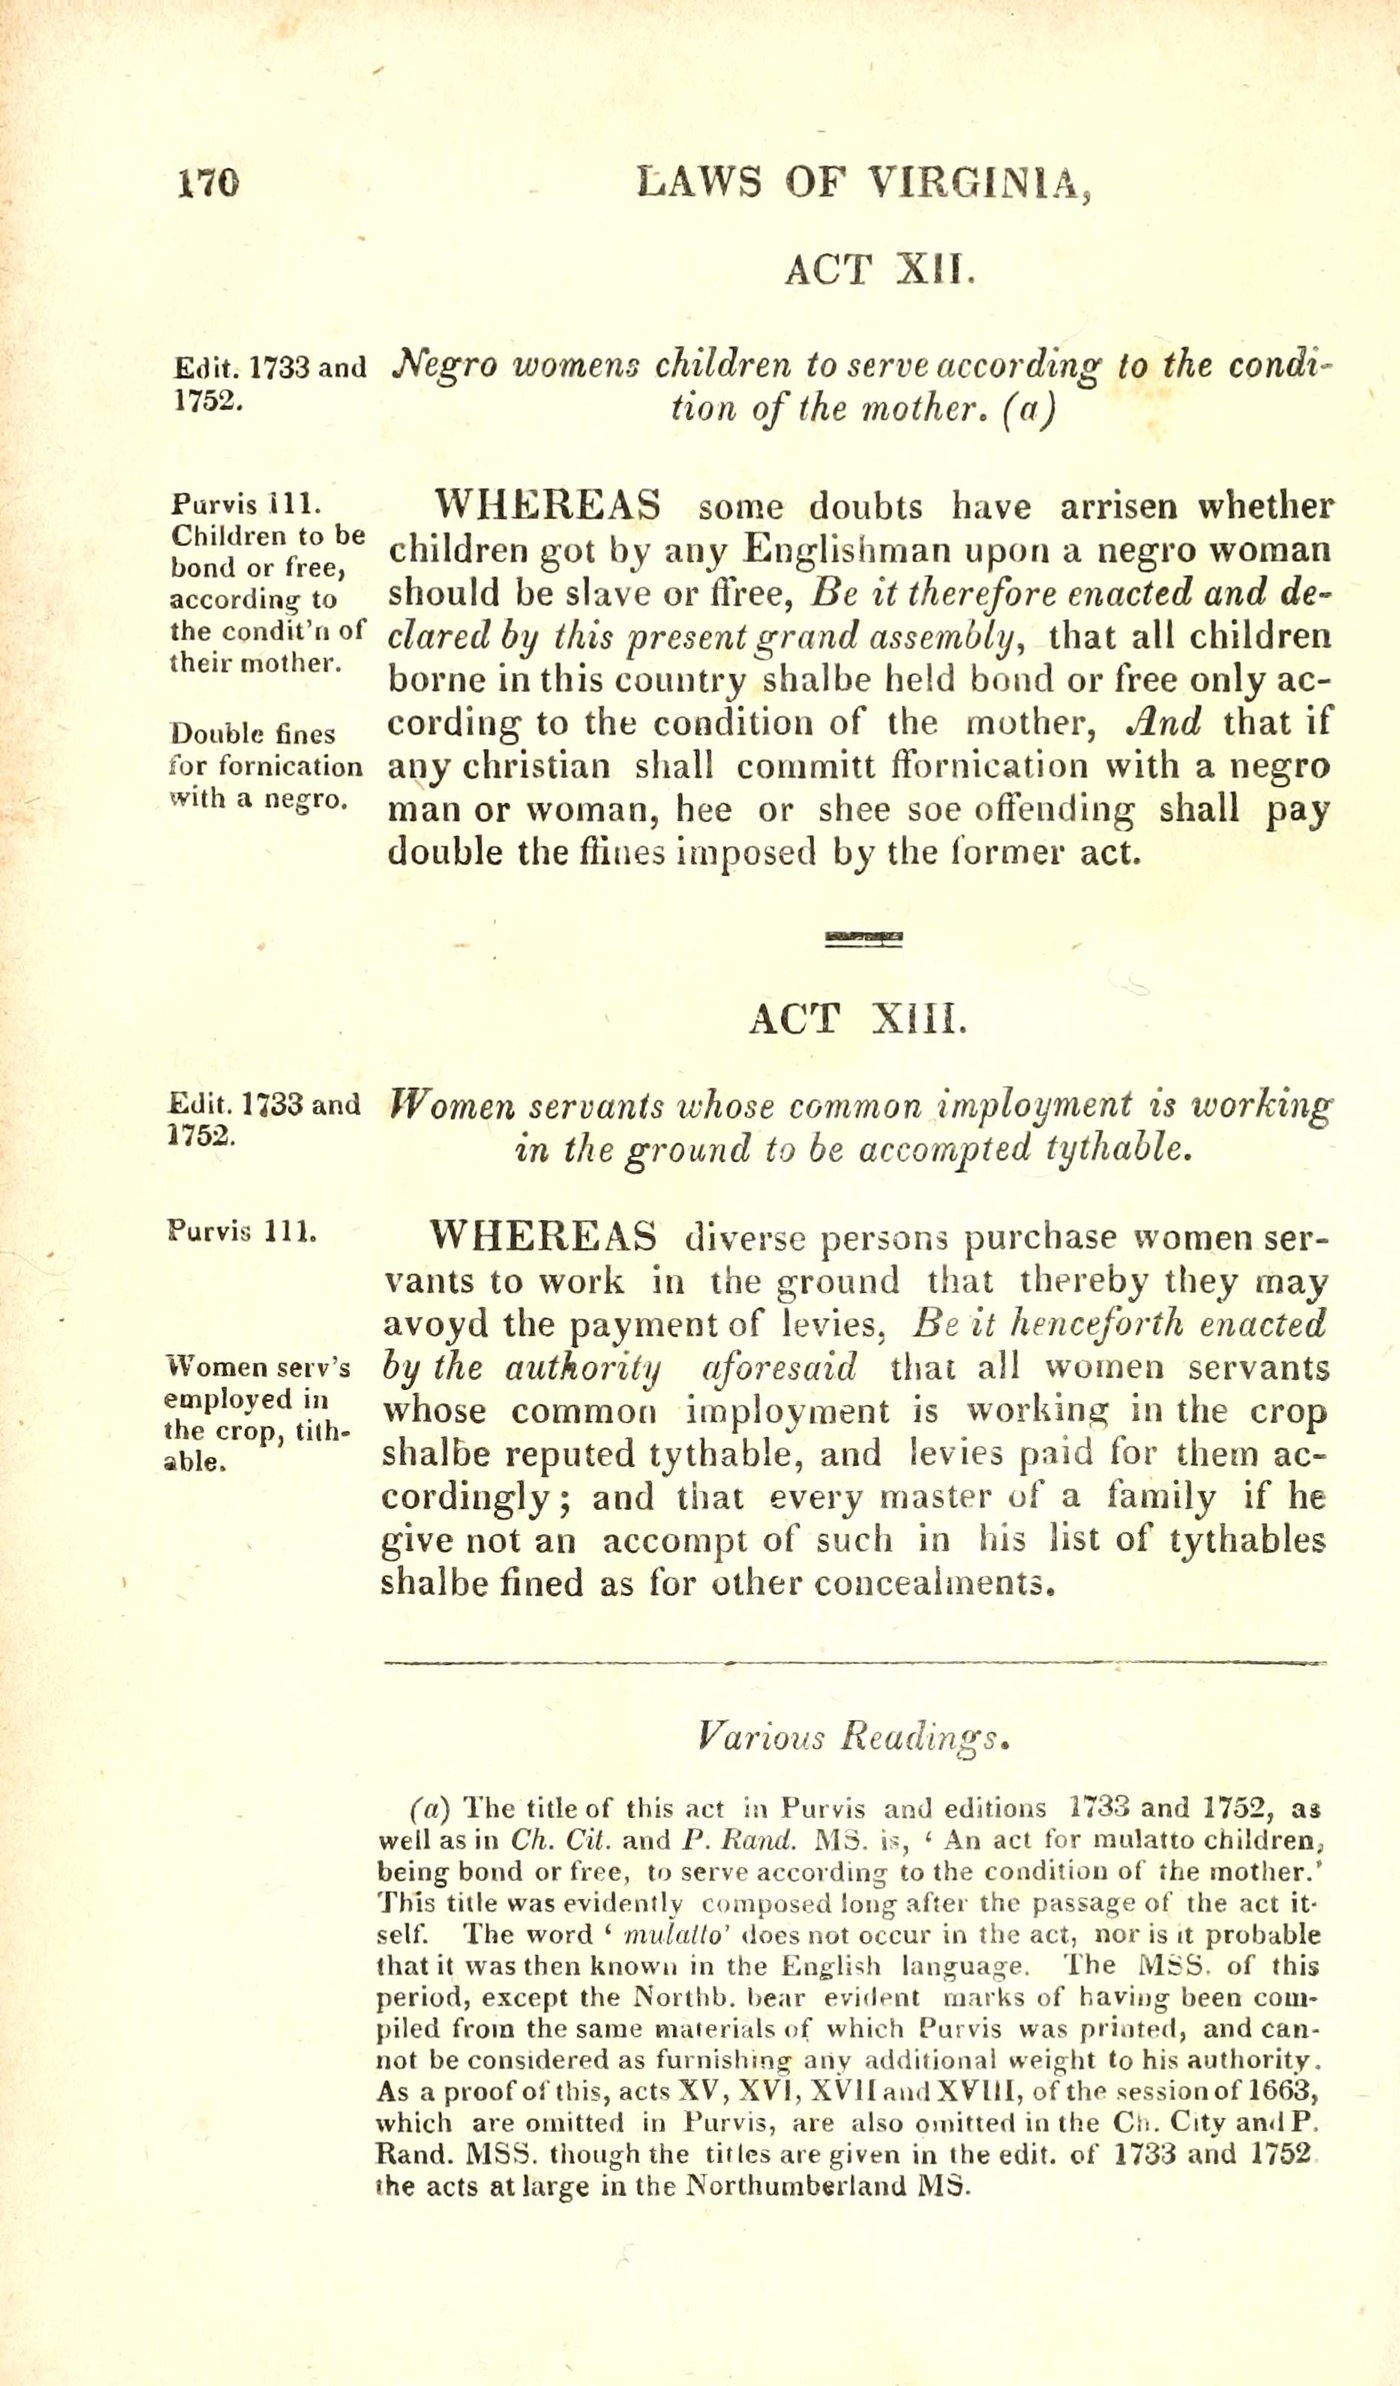 170
LAWS OF VIRGINIA,
ACT XII.
Edit. 1733 and
1752.
Negro womens children to serve according to the condi-
tion of the mother. (a)
Purvis 111.
Children to be
bond or free,
according to
the condit'n of
their mother.
Double fines
for fornication
with a negro.
WHEREAS some doubts have arrisen whether
children got by any Englishman upon a negro woman
should be slave or ffree, Be it therefore enacted and de-
clared by this present grand assembly, that all children
borne in this country shalbe held bond or free only ac-
cording to the condition of the mother, And that if
any christian shall committ ffornication with a negro
man or woman, hee or shee soe offending shall pay
double the ffines imposed by the former act.
ACT XIII.
Edit. 1733 and
1752.
Women servants whose common imployment is working
in the ground to be accompted tythable.
Purvis 111.
Women serv's
employed in
the crop, tith-
able.
WHEREAS diverse persons purchase women ser-
vants to work in the ground that thereby they may
avoyd the payment of levies, Be it henceforth enacted
by the authority aforesaid that all women servants
whose common imployment is working in the crop
shalbe reputed tythable, and levies paid for them ac-
cordingly; and that every master of a family if he
give not an accompt of such in his list of tythables
shalbe fined as for other concealments.
Various Readings.
(a) The title of this act in Purvis and editions 1733 and 1752, as
well as in Ch. Cit. and P. Rand. MS. is, ‘ An act for mulatto children,
being bond or free, to serve according to the condition of the mother.’
This title was evidently composed long after the passage of the act it-
self. The word ‘ mulatto’ does not occur in the act, nor is it probable
that it was then known in the English language. The MSS. of this
period, except the Northb. bear evident marks of having been com-
piled from the same materials of which Purvis was printed, and can-
not be considered as furnishing any additional weight to his authority.
As a proof of this, acts XV, XVI, XVII and XVIII, of the session of 1663,
which are omitted in Purvis, are also omitted in the Ch. City and P.
Rand. MSS. though the titles are given in the edit. of 1733 and 1752
the acts at large in the Northumberland MS.